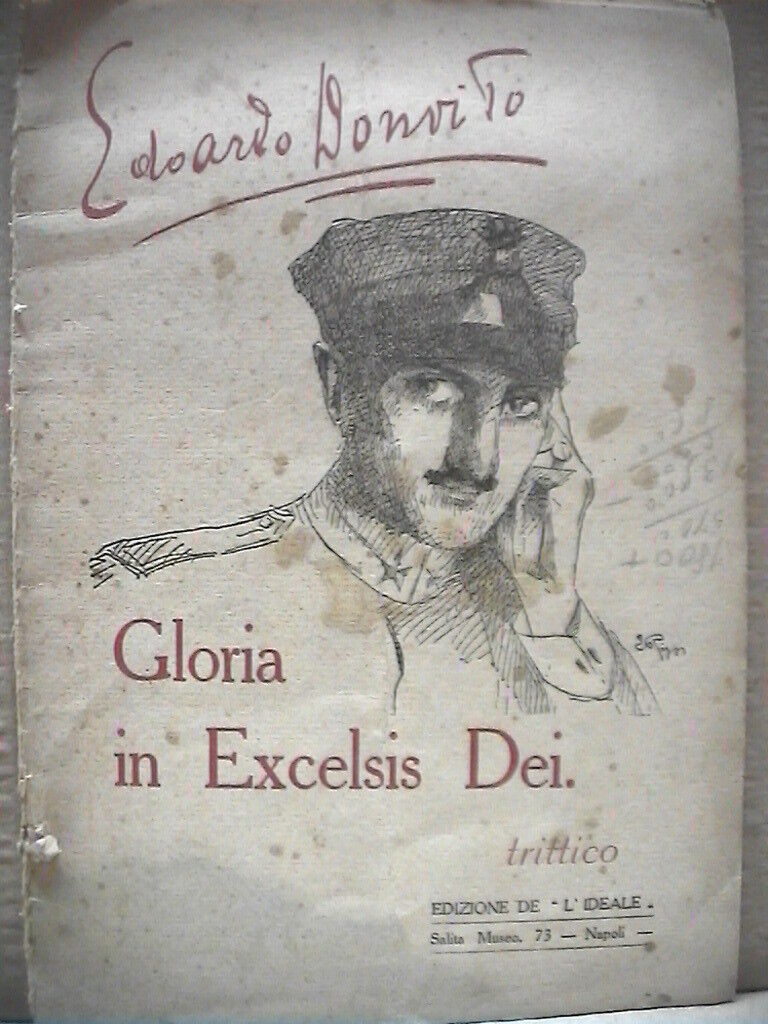 Edoardo Donvito
Gloria
in Excelsis Dei.
trittico
EDIZIONE DE "L'IDEALE".
Salita Museo, 73 — Napoli —